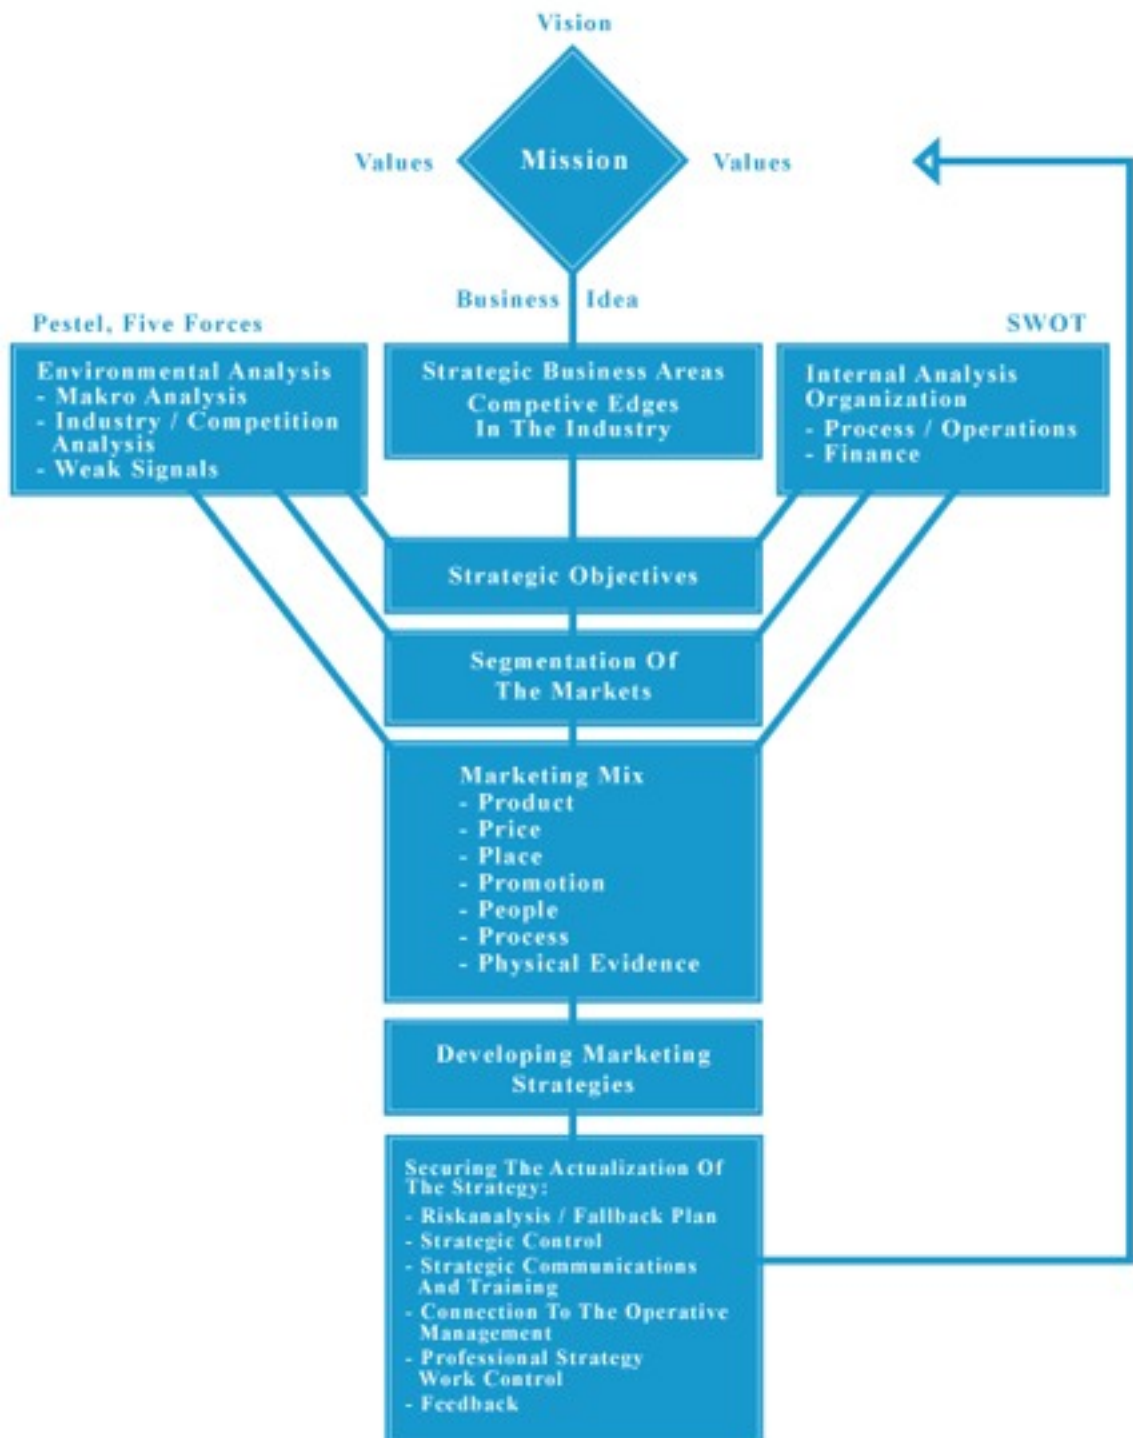 Vision
Values
Mission
Values
Business Idea
Pestel, Five Forces
SWOT
Environmental Analysis
- Makro Analysis
- Industry / Competition
Analysis
- Weak Signals
Strategic Business Areas
Competive Edges
In The Industry
Internal Analysis
Organization
- Process / Operations
- Finance
Strategic Objectives
Segmentation Of
The Markets
Marketing Mix
- Product
- Price
- Place
- Promotion
- People
- Process
- Physical Evidence
Developing Marketing
Strategies
Securing The Actualization Of
The Strategy:
- Riskanalysis / Fallback Plan
- Strategic Control
- Strategic Communications
And Training
- Connection To The Operative
Management
- Professional Strategy
Work Control
- Feedback